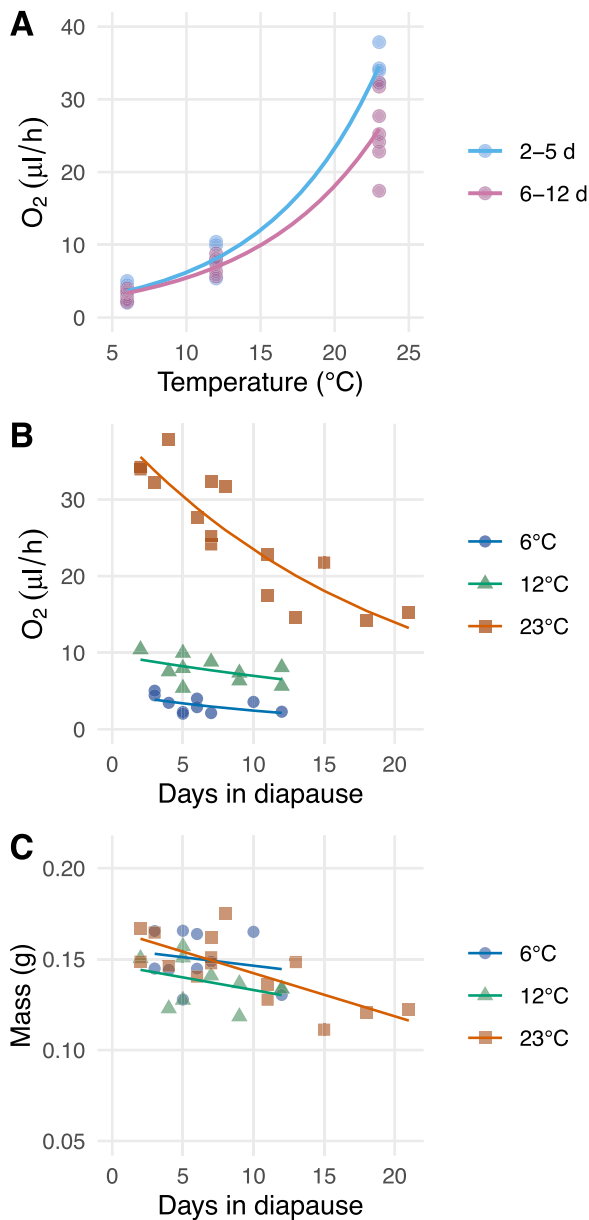 A
O₂ (μl/h)
40
30
20
10
0
5 10 15 20 25
Temperature (°C)
2–5 d
6–12 d
B
O₂ (μl/h)
30
20
10
0
0 5 10 15 20
Days in diapause
6°C
12°C
23°C
C
Mass (g)
0.20
0.15
0.10
0.05
0 5 10 15 20
Days in diapause
6°C
12°C
23°C